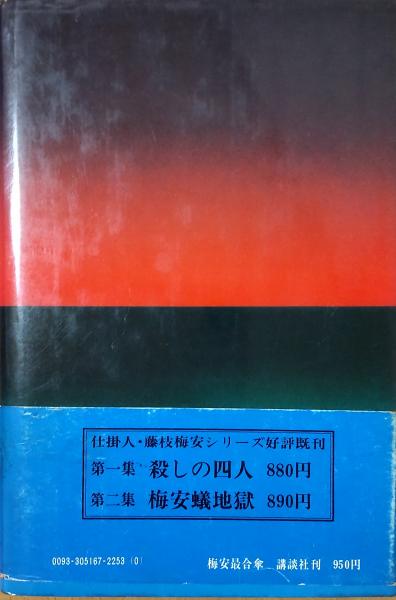 仕掛人・藤枝梅安シリーズ好評既刊
第一集 殺しの四人 880円
第二集 梅安蟻地獄 890円
0093-305167-2253 (0) 梅安最合傘 講談社刊 950円